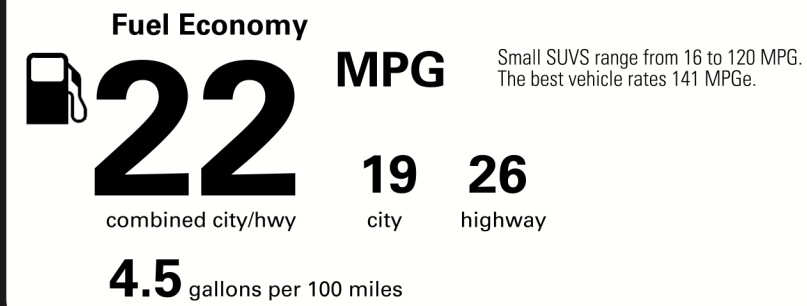 Fuel Economy
22 MPG
Small SUVS range from 16 to 120 MPG.
The best vehicle rates 141 MPGe.
19 26
combined city/hwy city highway
4.5 gallons per 100 miles